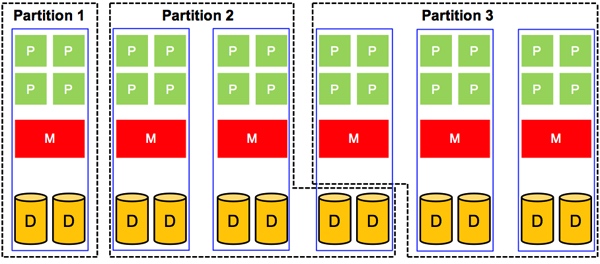 Partition 1 Partition 2 Partition 3
P P P P P P P P P P P P
P P P P P P P P P P P P
M M M M M M
D D D D D D D D D D D D